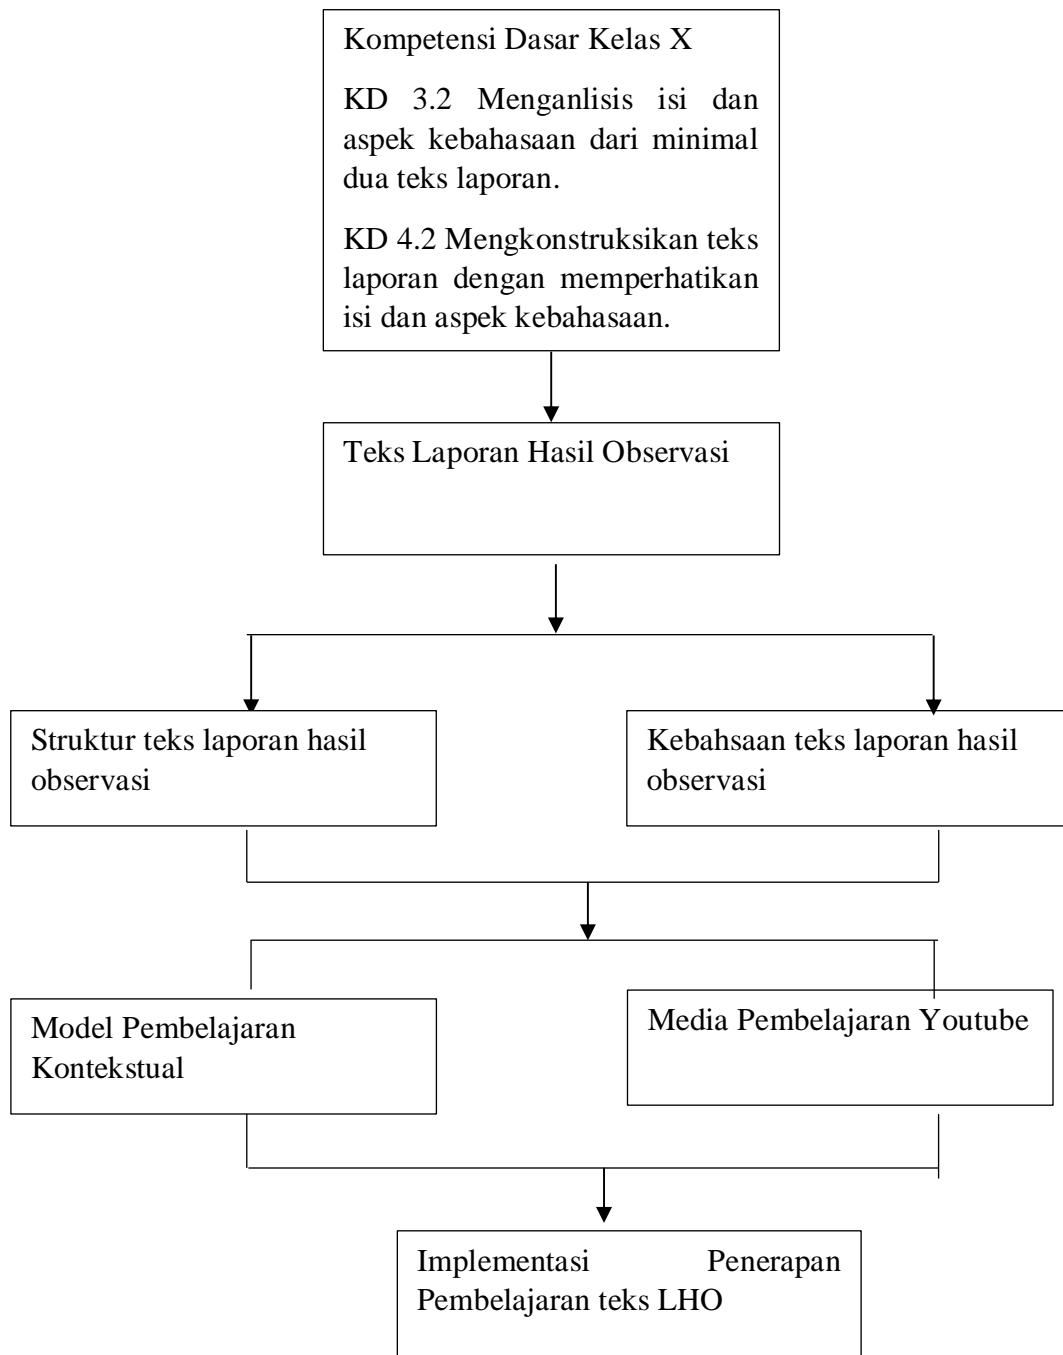 Kompetensi Dasar Kelas X
KD 3.2 Menganlisis isi dan
aspek kebahasaan dari minimal
dua teks laporan.
KD 4.2 Mengkonstruksikan teks
laporan dengan memperhatikan
isi dan aspek kebahasaan.
Teks Laporan Hasil Observasi
Struktur teks laporan hasil
observasi
Kebahsaan teks laporan hasil
observasi
Model Pembelajaran
Kontekstual
Media Pembelajaran Youtube
Implementasi Penerapan
Pembelajaran teks LHO